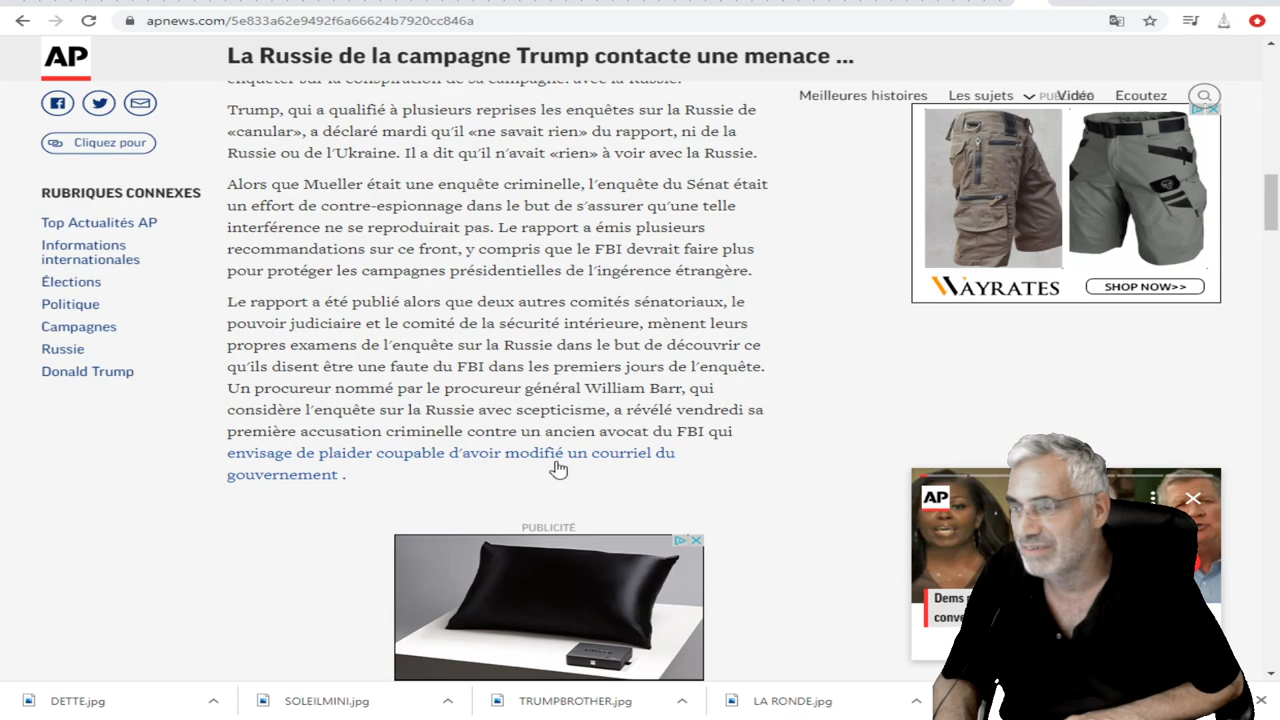 apnews.com/5e833a62e9492f6a66624b7920cc846a
AP
La Russie de la campagne Trump contacte une menace ...
enquêter sur la conspiration de sa campagne. avec la Russie.
Meilleures histoires
Les sujets
Vidéo
Ecoutez
Cliquez pour
Trump, qui a qualifié à plusieurs reprises les enquêtes sur la Russie de
«canular», a déclaré mardi qu'il «ne savait rien» du rapport, ni de la
Russie ou de l'Ukraine. Il a dit qu'il n'avait «rien» à voir avec la Russie.
RUBRIQUES CONNEXES
Top Actualités AP
Informations
internationales
Élections
Politique
Campagnes
Russie
Donald Trump
Alors que Mueller était une enquête criminelle, l'enquête du Sénat était
un effort de contre-espionnage dans le but de s'assurer qu'une telle
interférence ne se reproduirait pas. Le rapport a émis plusieurs
recommandations sur ce front, y compris que le FBI devrait faire plus
pour protéger les campagnes présidentielles de l'ingérence étrangère.
Le rapport a été publié alors que deux autres comités sénatoriaux, le
pouvoir judiciaire et le comité de la sécurité intérieure, mènent leurs
propres examens de l'enquête sur la Russie dans le but de découvrir ce
qu'ils disent être une faute du FBI dans les premiers jours de l'enquête.
Un procureur nommé par le procureur général William Barr, qui
considère l'enquête sur la Russie avec scepticisme, a révélé vendredi sa
première accusation criminelle contre un ancien avocat du FBI qui
envisage de plaider coupable d'avoir modifié un courriel du
gouvernement .
WAYRATES
SHOP NOW>>
PUBLICITÉ
AP
Dems
DETTE.jpg
SOLEILMINI.jpg
TRUMPBROTHER.jpg
LA RONDE.jpg